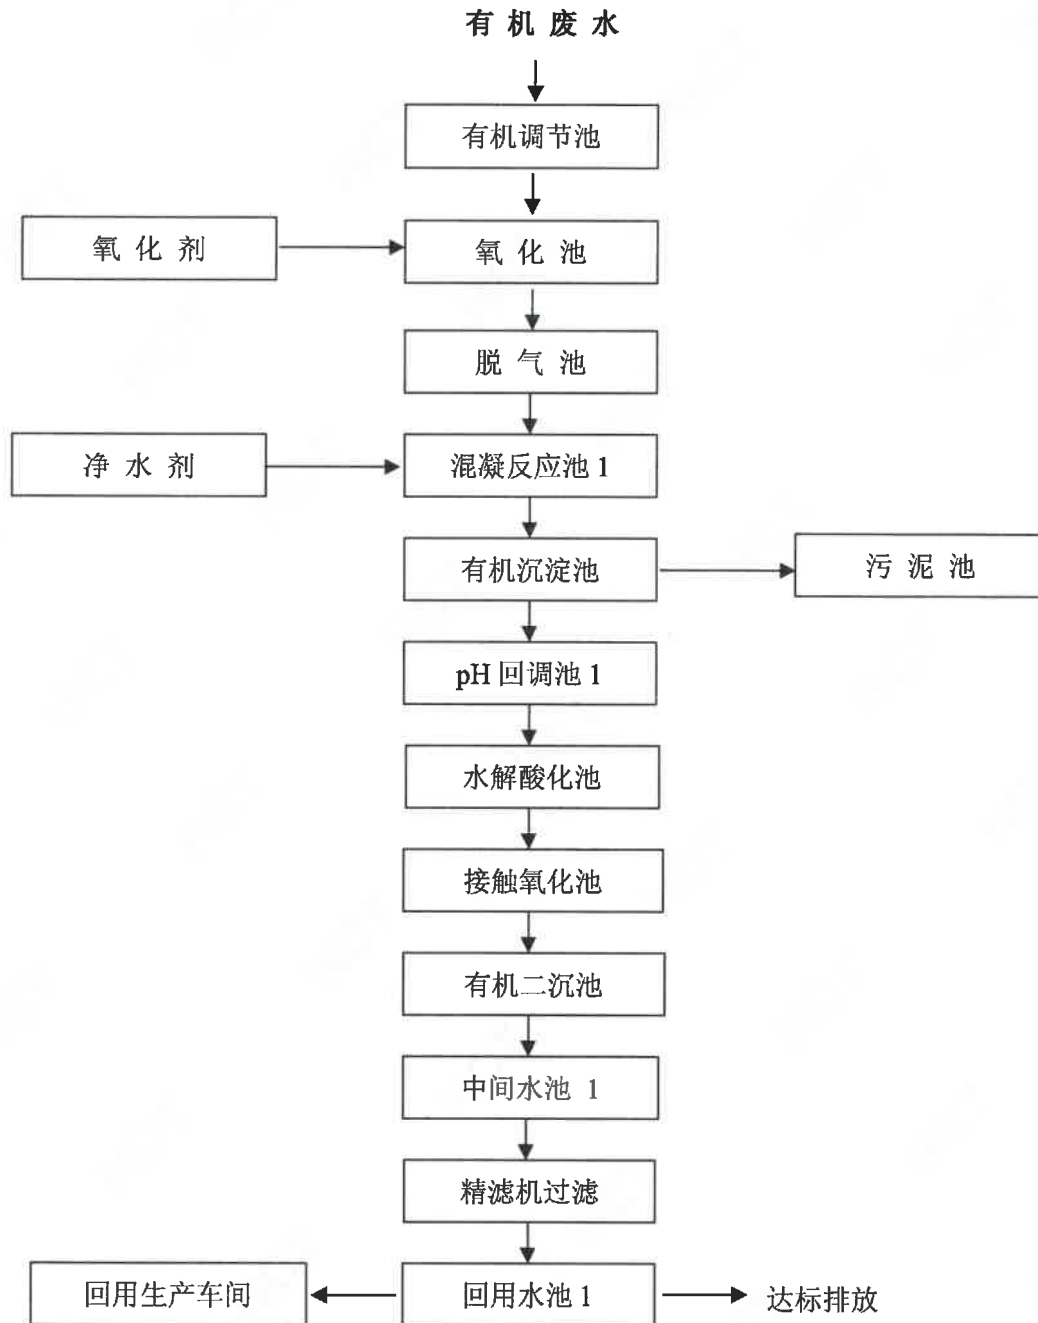 有 机 废 水
有机调节池
氧 化 剂
氧 化 池
脱 气 池
净 水 剂
混凝反应池 1
有机沉淀池
污 泥 池
pH 回调池 1
水解酸化池
接触氧化池
有机二沉池
中间水池 1
精滤机过滤
回用生产车间
回用水池 1
达标排放